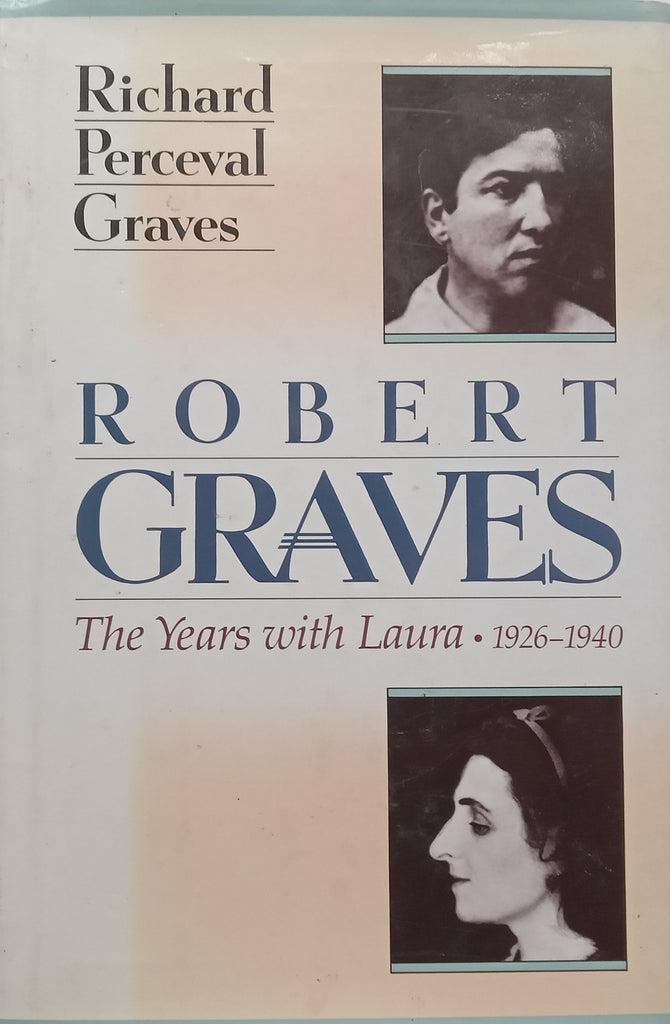 Richard
Perceval
Graves
ROBERT
GRAVES
The Years with Laura • 1926–1940